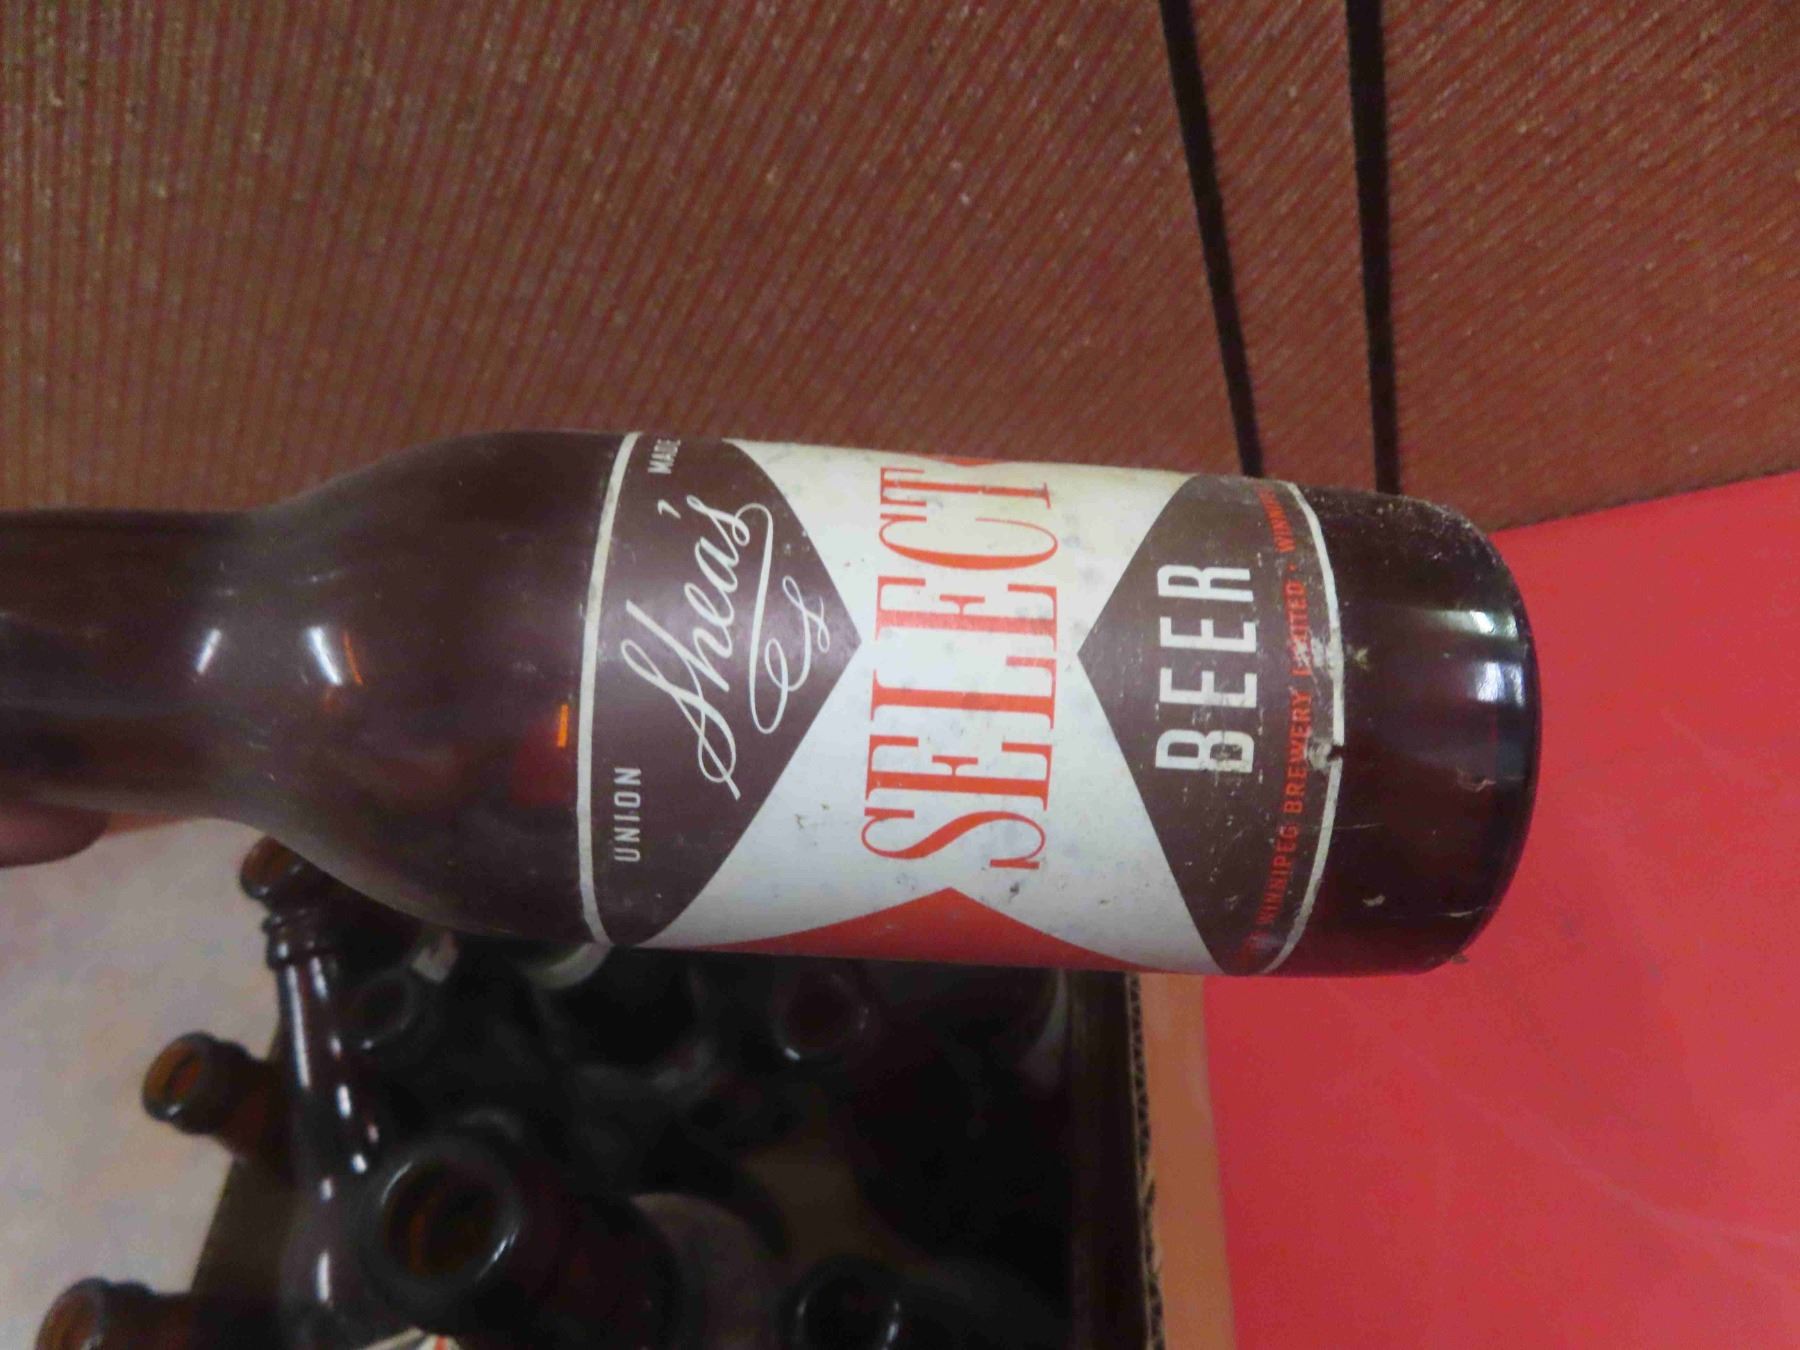 UNION MADE
Shea's
SELECT
BEER
WINNIPEG BREWERY LIMITED ·